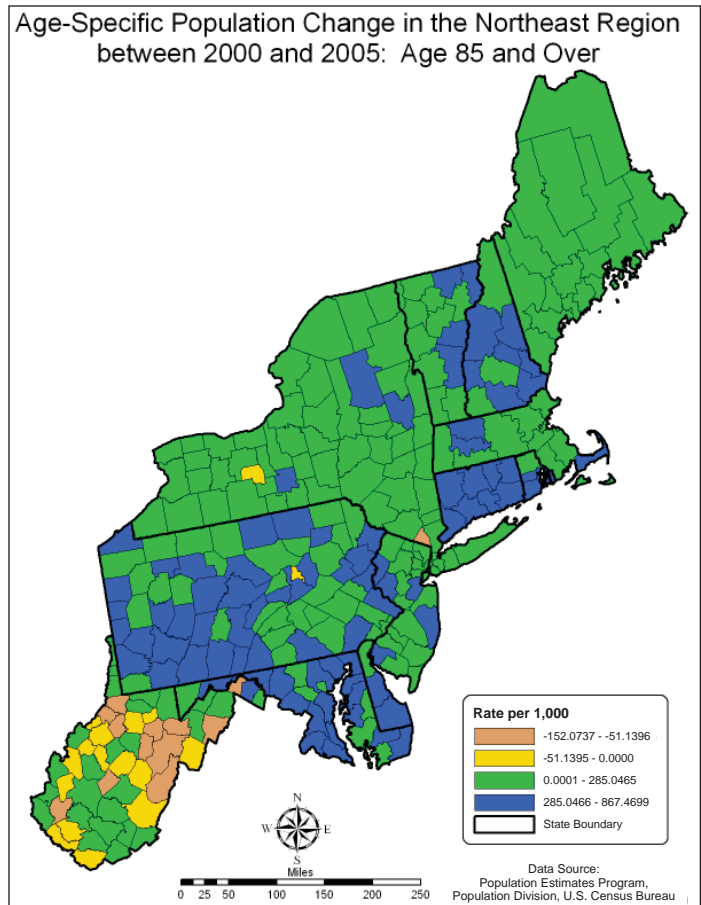 Age-Specific Population Change in the Northeast Region
between 2000 and 2005: Age 85 and Over
Rate per 1,000
-152.0737 - -51.1396
-51.1395 - 0.0000
0.0001 - 285.0465
285.0466 - 867.4699
State Boundary
N
W E
S
Miles
0 25 50 100 150 200 250
Data Source:
Population Estimates Program,
Population Division, U.S. Census Bureau